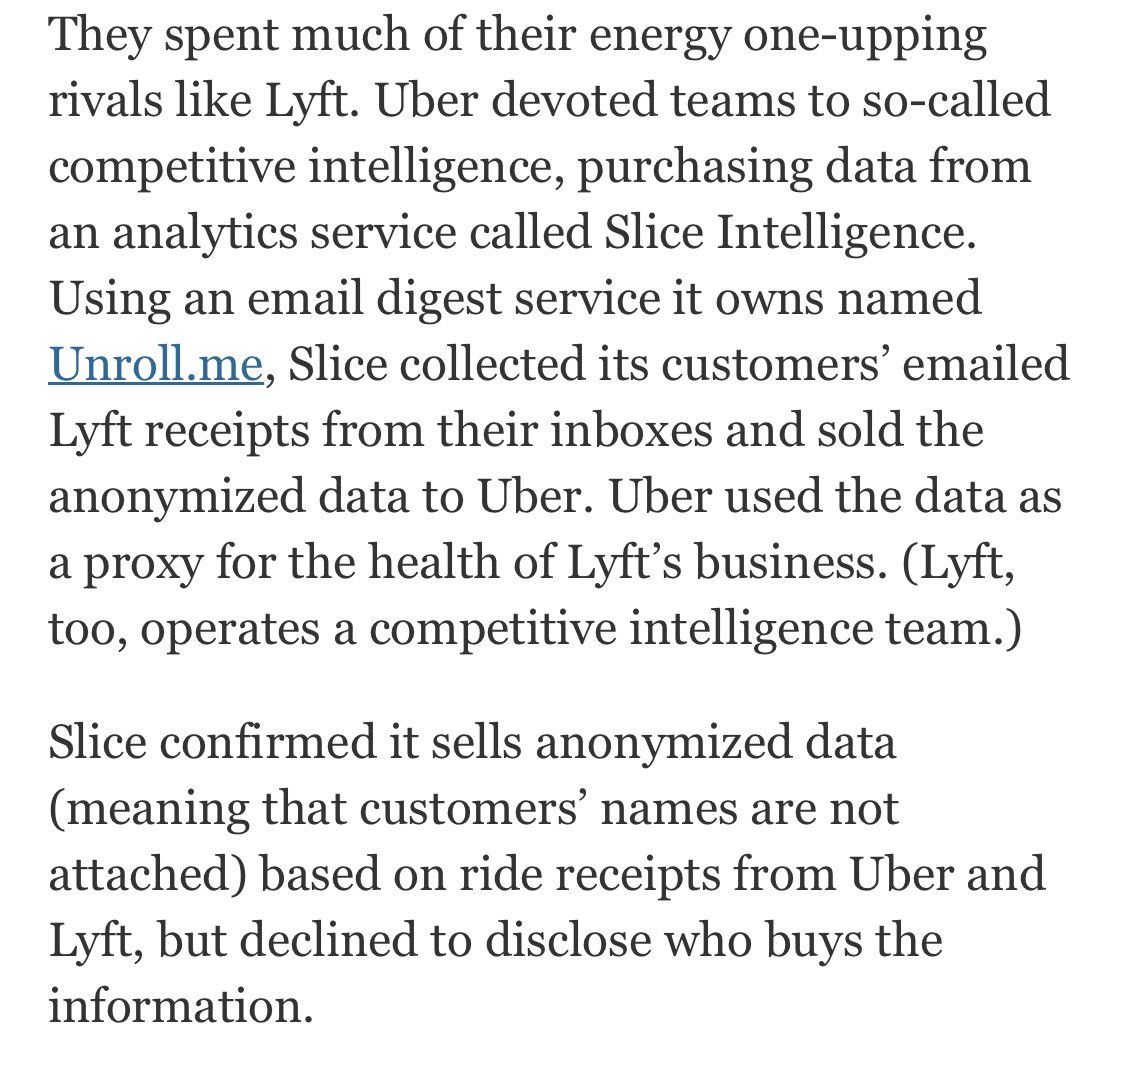 They spent much of their energy one-upping
rivals like Lyft. Uber devoted teams to so-called
competitive intelligence, purchasing data from
an analytics service called Slice Intelligence.
Using an email digest service it owns named
Unroll.me, Slice collected its customers’ emailed
Lyft receipts from their inboxes and sold the
anonymized data to Uber. Uber used the data as
a proxy for the health of Lyft’s business. (Lyft,
too, operates a competitive intelligence team.)
Slice confirmed it sells anonymized data
(meaning that customers’ names are not
attached) based on ride receipts from Uber and
Lyft, but declined to disclose who buys the
information.